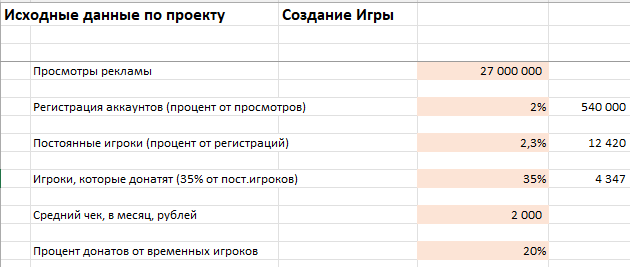 Исходные данные по проекту Создание Игры
Просмотры рекламы 27 000 000
Регистрация аккаунтов (процент от просмотров) 2% 540 000
Постоянные игроки (процент от регистраций) 2,3% 12 420
Игроки, которые донатят (35% от пост.игроков) 35% 4 347
Средний чек, в месяц, рублей 2 000
Процент донатов от временных игроков 20%